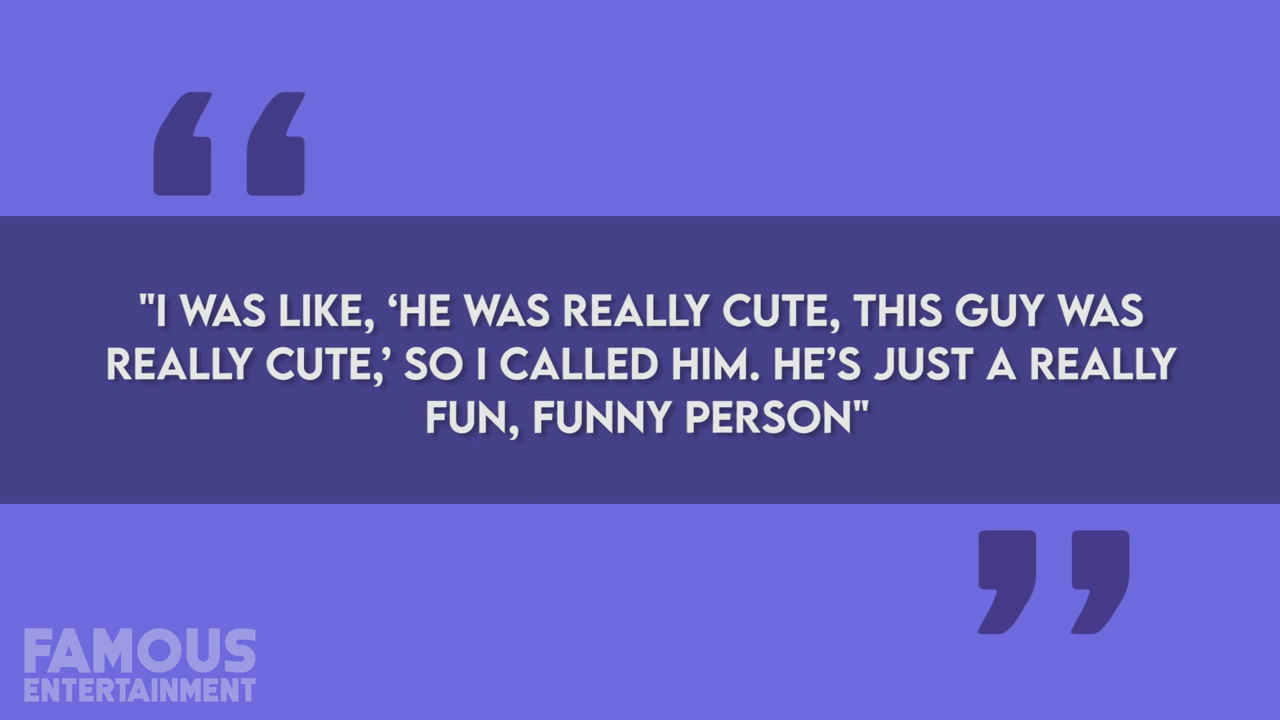 "I WAS LIKE, ‘HE WAS REALLY CUTE, THIS GUY WAS
REALLY CUTE,’ SO I CALLED HIM. HE’S JUST A REALLY
FUN, FUNNY PERSON"
FAMOUS
ENTERTAINMENT